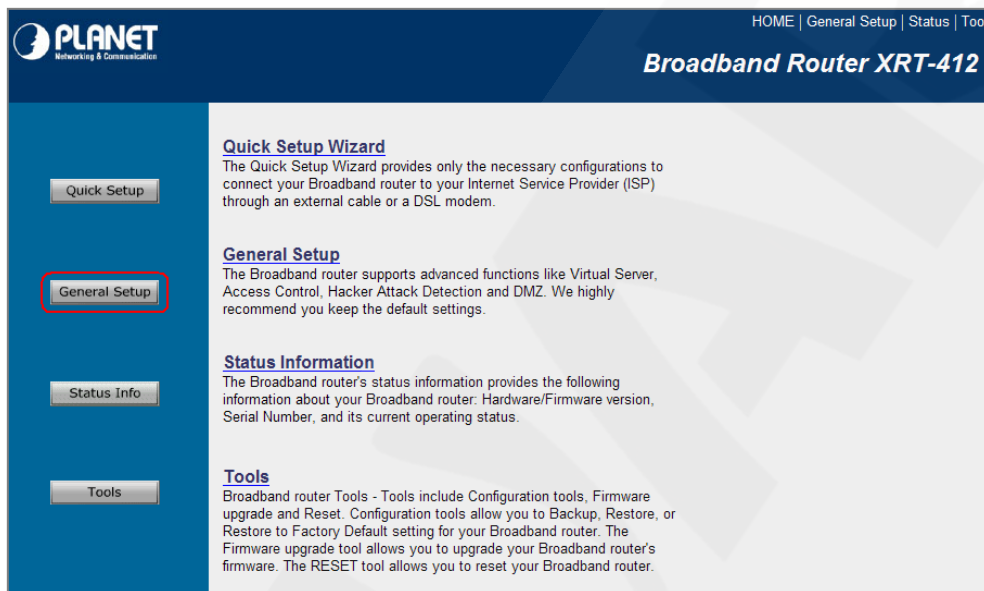 PLANET
Networking & Communication
HOME | General Setup | Status | Too
Broadband Router XRT-412
Quick Setup
General Setup
Status Info
Tools
Quick Setup Wizard
The Quick Setup Wizard provides only the necessary configurations to
connect your Broadband router to your Internet Service Provider (ISP)
through an external cable or a DSL modem.
General Setup
The Broadband router supports advanced functions like Virtual Server,
Access Control, Hacker Attack Detection and DMZ. We highly
recommend you keep the default settings.
Status Information
The Broadband router's status information provides the following
information about your Broadband router: Hardware/Firmware version,
Serial Number, and its current operating status.
Tools
Broadband router Tools - Tools include Configuration tools, Firmware
upgrade and Reset. Configuration tools allow you to Backup, Restore, or
Restore to Factory Default setting for your Broadband router. The
Firmware upgrade tool allows you to upgrade your Broadband router's
firmware. The RESET tool allows you to reset your Broadband router.